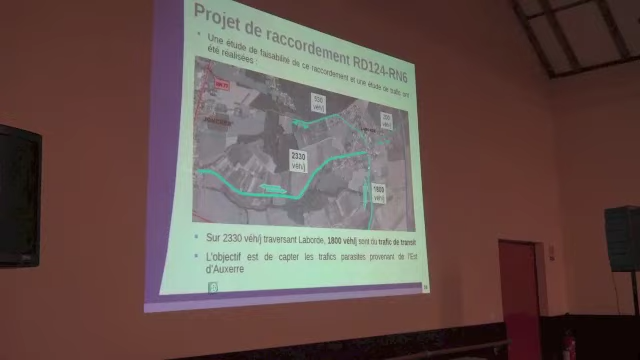 Projet de raccordement RD124-RN6
• Une étude de faisabilité de ce raccordement et une étude de trafic ont
été réalisées :
2330
véh/j
1800
véh/j
• Sur 2330 véh/j traversant Laborde, 1800 véh/j sont du trafic de transit
• L'objectif est de capter les trafics parasites provenant de l'Est
d'Auxerre